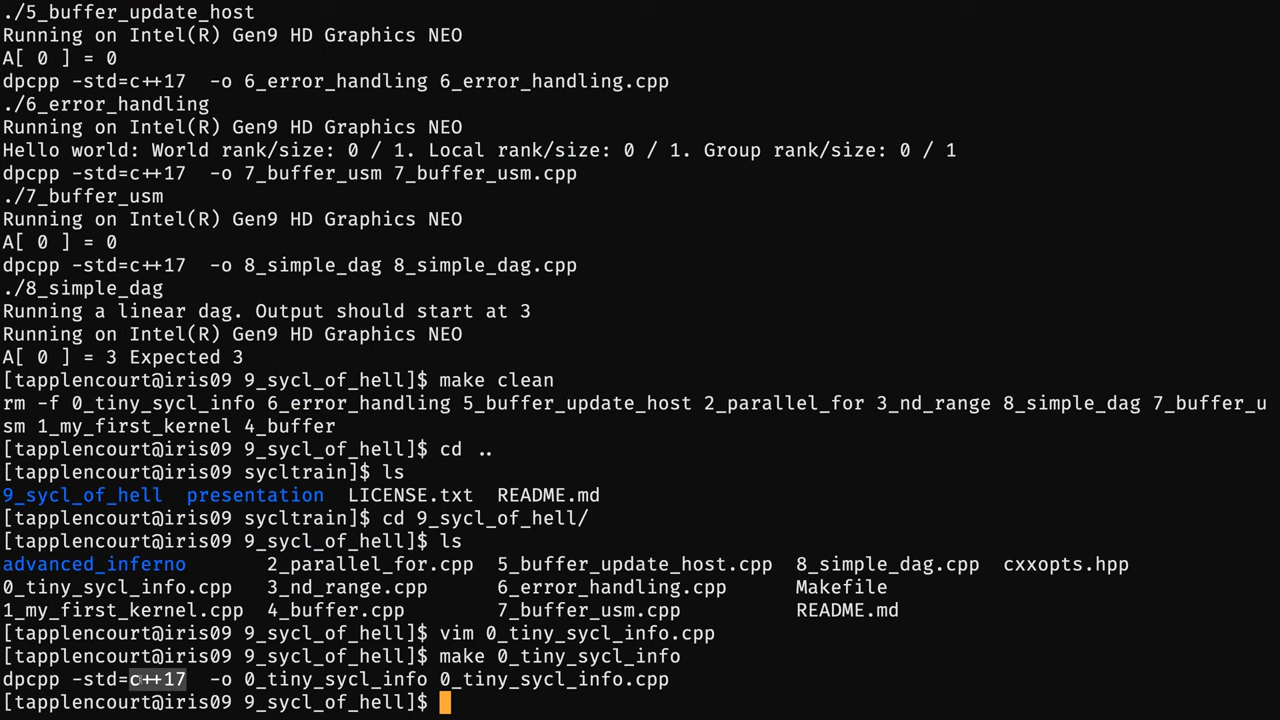 ./5_buffer_update_host
Running on Intel(R) Gen9 HD Graphics NEO
A[ 0 ] = 0
dpcpp -std=c++17  -o 6_error_handling 6_error_handling.cpp
./6_error_handling
Running on Intel(R) Gen9 HD Graphics NEO
Hello world: World rank/size: 0 / 1. Local rank/size: 0 / 1. Group rank/size: 0 / 1
dpcpp -std=c++17  -o 7_buffer_usm 7_buffer_usm.cpp
./7_buffer_usm
Running on Intel(R) Gen9 HD Graphics NEO
A[ 0 ] = 0
dpcpp -std=c++17  -o 8_simple_dag 8_simple_dag.cpp
./8_simple_dag
Running a linear dag. Output should start at 3
Running on Intel(R) Gen9 HD Graphics NEO
A[ 0 ] = 3 Expected 3
[tapplencourt@iris09 9_sycl_of_hell]$ make clean
rm -f 0_tiny_sycl_info 6_error_handling 5_buffer_update_host 2_parallel_for 3_nd_range 8_simple_dag 7_buffer_u
sm 1_my_first_kernel 4_buffer
[tapplencourt@iris09 9_sycl_of_hell]$ cd ..
[tapplencourt@iris09 sycltrain]$ ls
9_sycl_of_hell  presentation  LICENSE.txt  README.md
[tapplencourt@iris09 sycltrain]$ cd 9_sycl_of_hell/
[tapplencourt@iris09 9_sycl_of_hell]$ ls
advanced_inferno       2_parallel_for.cpp  5_buffer_update_host.cpp  8_simple_dag.cpp  cxxopts.hpp
0_tiny_sycl_info.cpp   3_nd_range.cpp      6_error_handling.cpp      Makefile
1_my_first_kernel.cpp  4_buffer.cpp        7_buffer_usm.cpp          README.md
[tapplencourt@iris09 9_sycl_of_hell]$ vim 0_tiny_sycl_info.cpp
[tapplencourt@iris09 9_sycl_of_hell]$ make 0_tiny_sycl_info
dpcpp -std=c++17  -o 0_tiny_sycl_info 0_tiny_sycl_info.cpp
[tapplencourt@iris09 9_sycl_of_hell]$